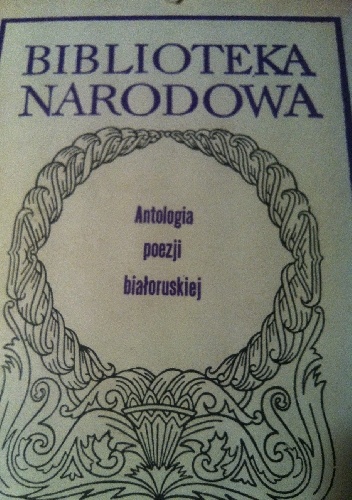 BIBLIOTEKA
NARODOWA
Antologia
poezji
białoruskiej